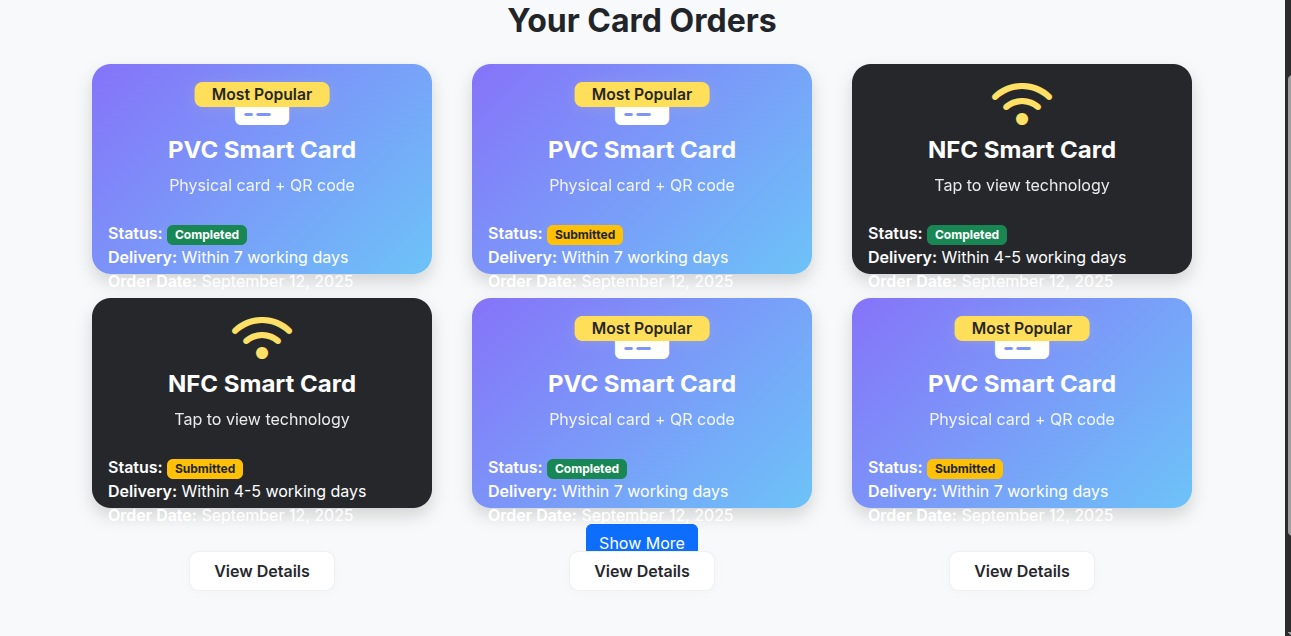 Your Card Orders
Most Popular
PVC Smart Card
Physical card + QR code
Status: Completed
Delivery: Within 7 working days
Order Date: September 12, 2025
Most Popular
PVC Smart Card
Physical card + QR code
Status: Submitted
Delivery: Within 7 working days
Order Date: September 12, 2025
NFC Smart Card
Tap to view technology
Status: Completed
Delivery: Within 4-5 working days
Order Date: September 12, 2025
NFC Smart Card
Tap to view technology
Status: Submitted
Delivery: Within 4-5 working days
Order Date: September 12, 2025
Most Popular
PVC Smart Card
Physical card + QR code
Status: Completed
Delivery: Within 7 working days
Order Date: September 12, 2025
Most Popular
PVC Smart Card
Physical card + QR code
Status: Submitted
Delivery: Within 7 working days
Order Date: September 12, 2025
Show More
View Details
View Details
View Details